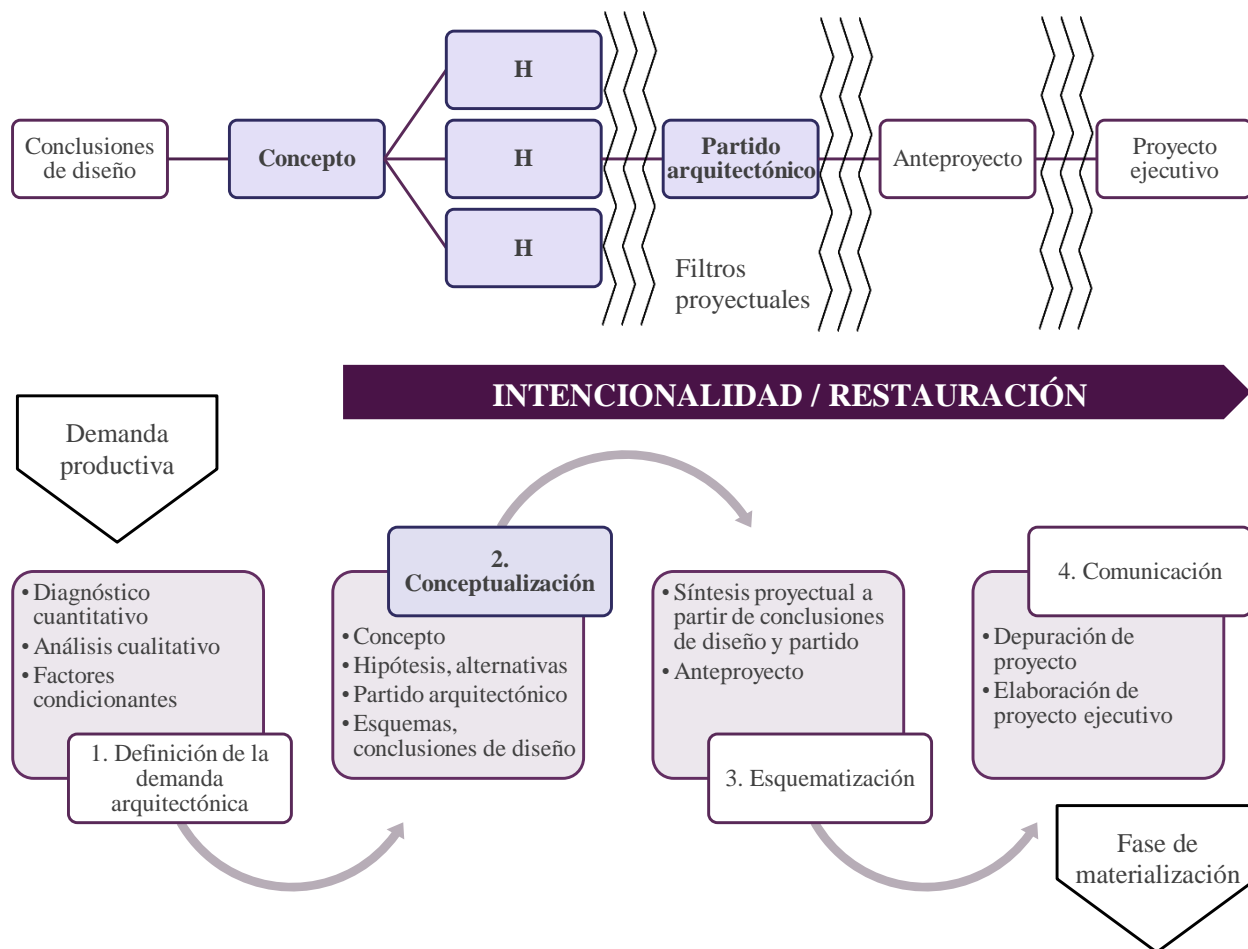 H
H
H
Conclusiones
de diseño
Concepto
Partido
arquitectónico
Anteproyecto
Proyecto
ejecutivo
Filtros
proyectuales
INTENCIONALIDAD / RESTAURACIÓN
Demanda
productiva
• Diagnóstico
cuantitativo
• Análisis cualitativo
• Factores
condicionantes
1. Definición de la
demanda
arquitectónica
2.
Conceptualización
• Concepto
• Hipótesis, alternativas
• Partido arquitectónico
• Esquemas,
conclusiones de diseño
• Síntesis proyectual a
partir de conclusiones
de diseño y partido
• Anteproyecto
3. Esquematización
4. Comunicación
• Depuración de
proyecto
• Elaboración de
proyecto ejecutivo
Fase de
materialización